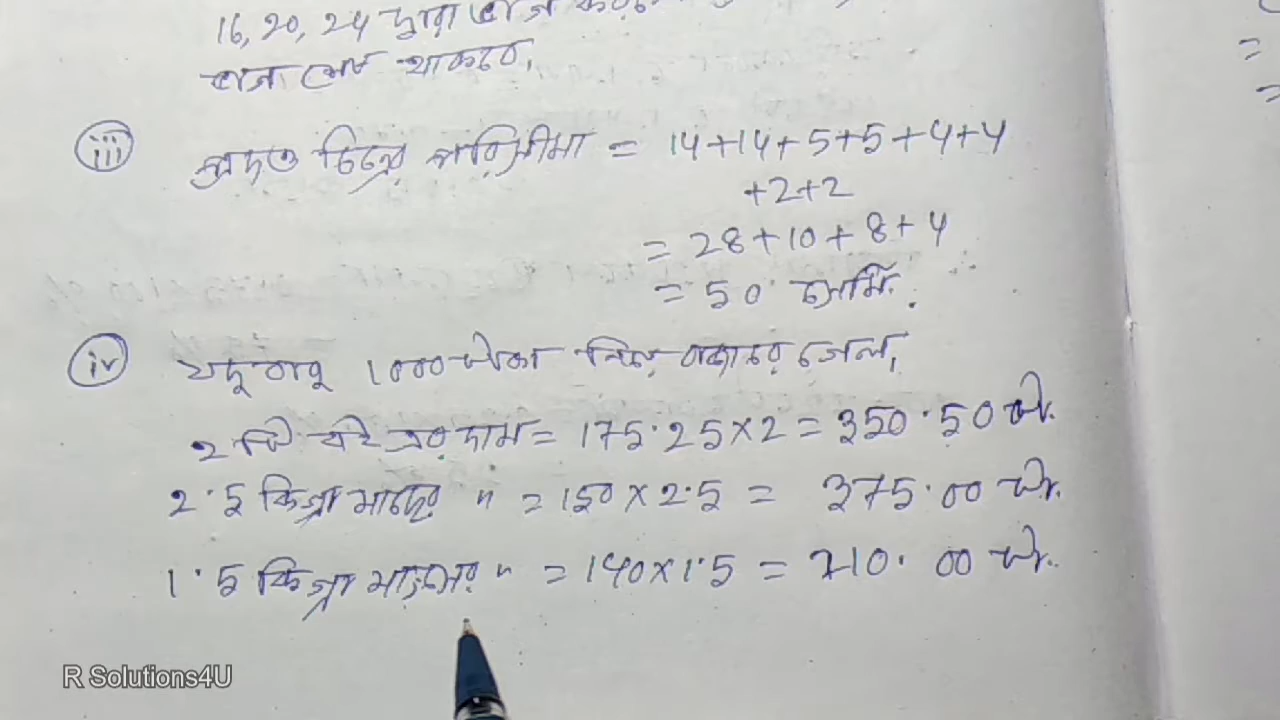 16, 20, 24 দ্বারা ভাগ
ভাগশেষ থাকবে,
iii
প্রদত্ত চিত্রের পরিসীমা = 14+14+5+5+4+4
+2+2
= 28+10+8+4
= 50 সেমি.
iv
যদুবাবু 1000 টাকা নিয়ে বাজারে গেল,
2 টি বই এর দাম = 175.25×2 = 350.50 টা.
2.5 কিগ্রা মাছের " = 150×2.5 = 375.00 টা.
1.5 কিগ্রা মাংসের " = 140×1.5 = 210.00 টা.
=
=
R Solutions4U